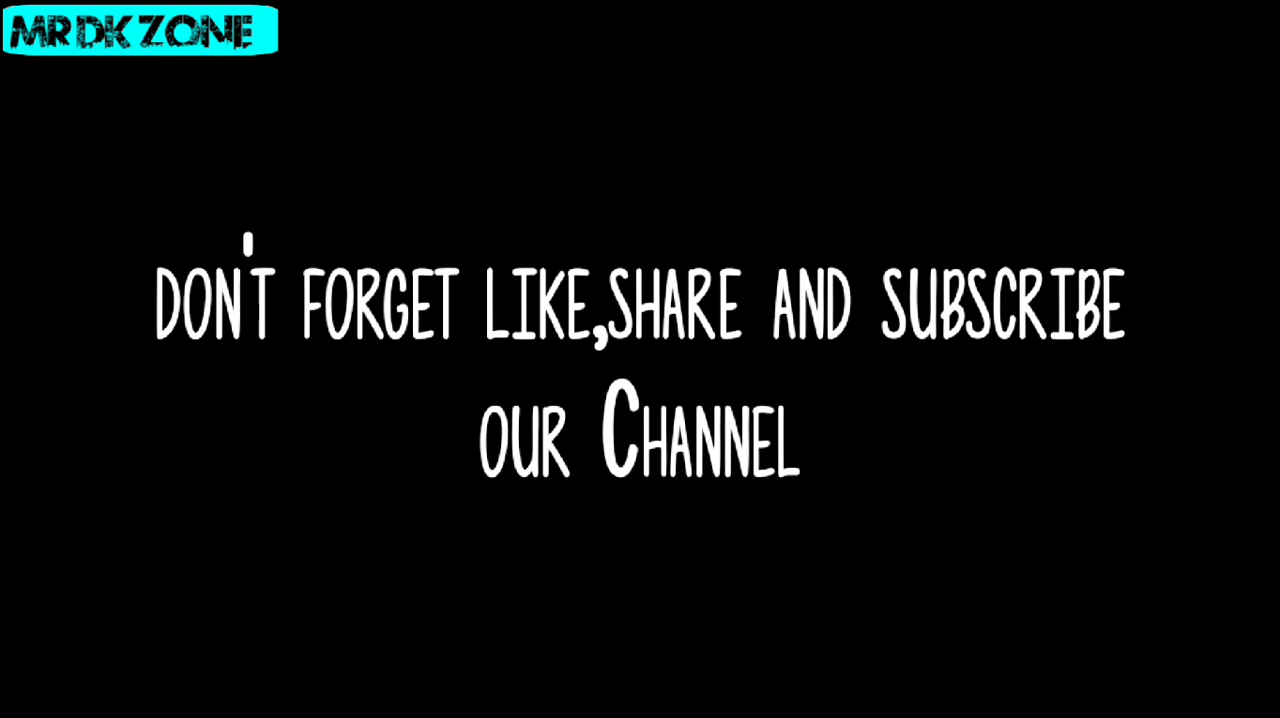 MR DK ZONE
DON'T FORGET LIKE,SHARE AND SUBSCRIBE
OUR CHANNEL